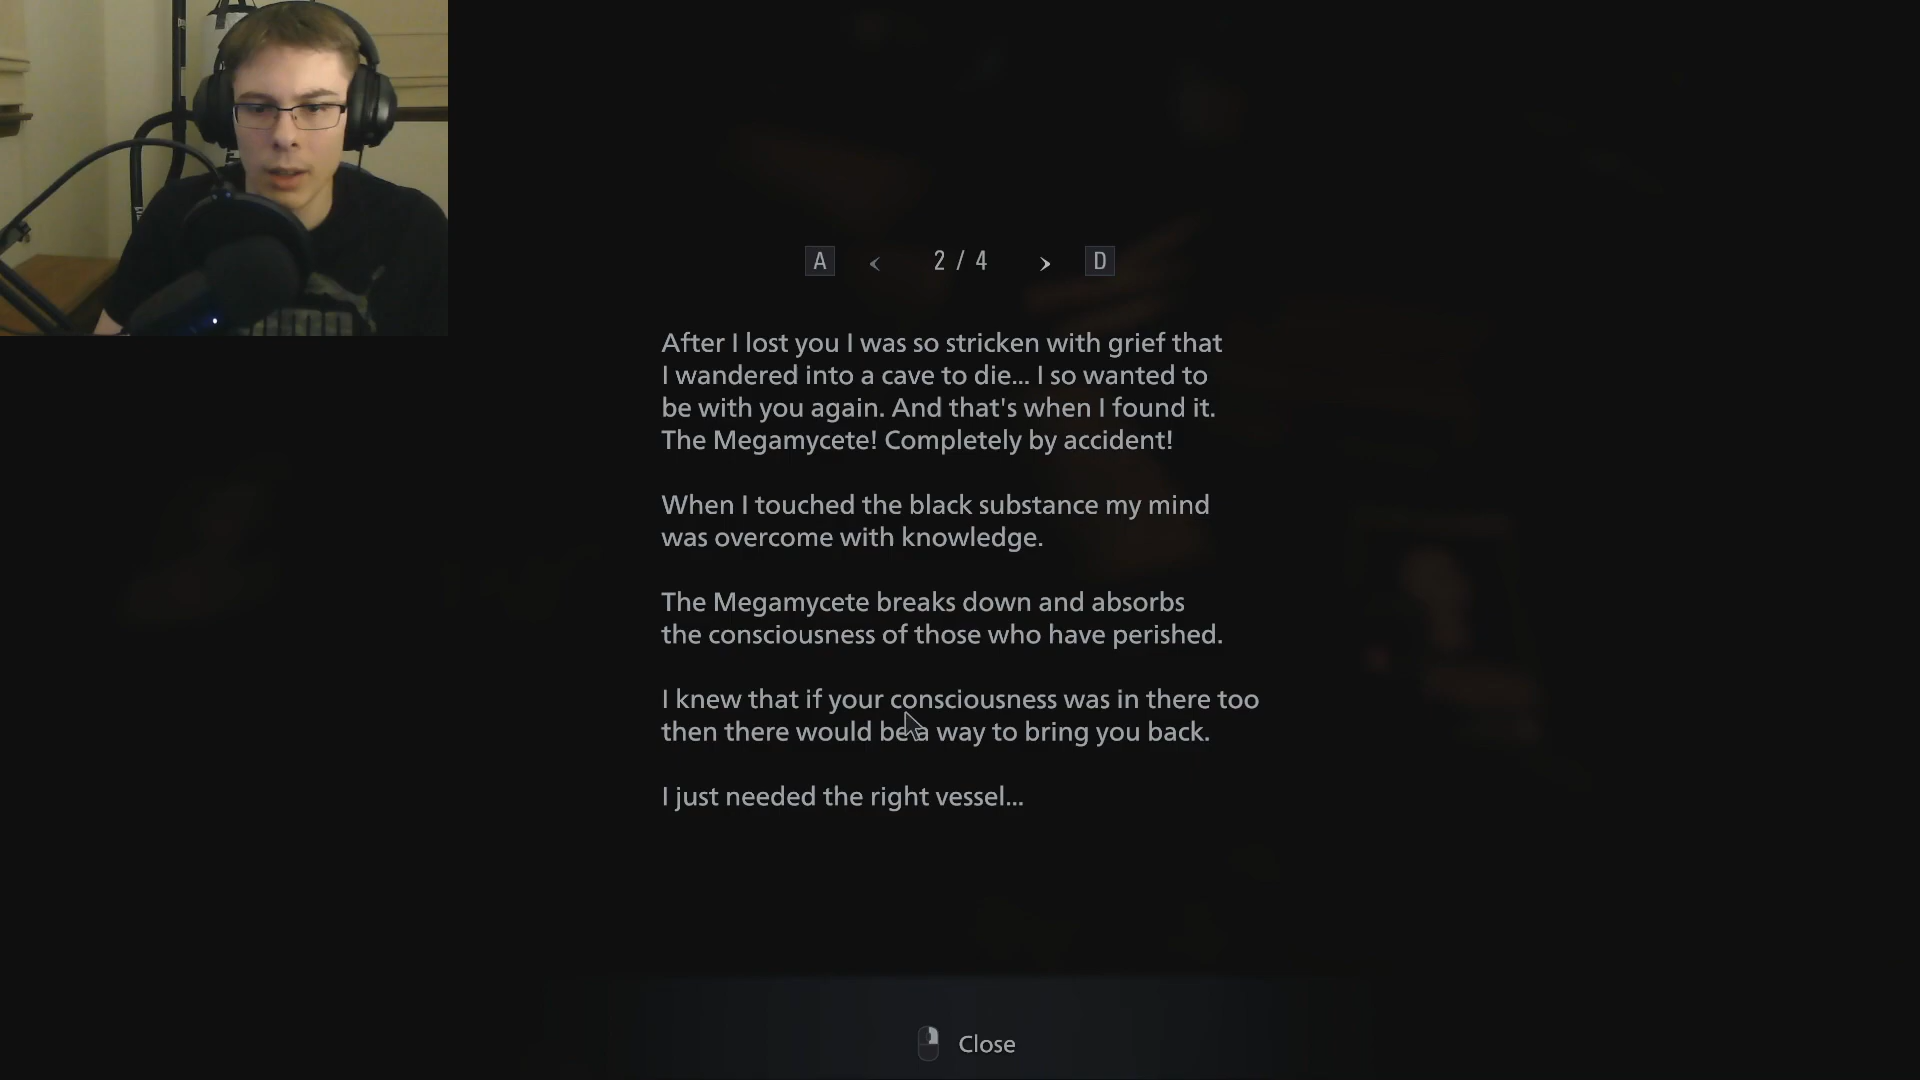 A < 2 / 4 > D
After I lost you I was so stricken with grief that
I wandered into a cave to die... I so wanted to
be with you again. And that's when I found it.
The Megamycete! Completely by accident!
When I touched the black substance my mind
was overcome with knowledge.
The Megamycete breaks down and absorbs
the consciousness of those who have perished.
I knew that if your consciousness was in there too
then there would be a way to bring you back.
I just needed the right vessel...
Close